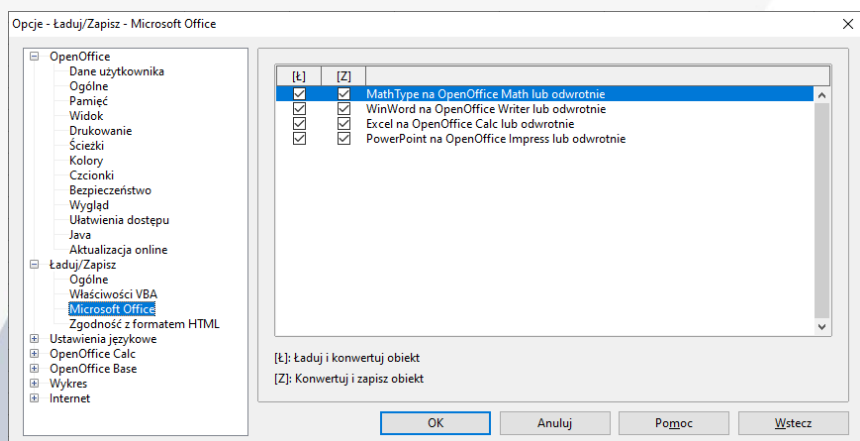 Opcje - Ładuj/Zapisz - Microsoft Office
OpenOffice
Dane użytkownika
Ogólne
Pamięć
Widok
Drukowanie
Ścieżki
Kolory
Czcionki
Bezpieczeństwo
Wygląd
Ułatwienia dostępu
Java
Aktualizacja online
Ładuj/Zapisz
Ogólne
Właściwości VBA
Microsoft Office
Zgodność z formatem HTML
Ustawienia językowe
OpenOffice Calc
OpenOffice Base
Wykres
Internet
[Ł] [Z]
MathType na OpenOffice Math lub odwrotnie
WinWord na OpenOffice Writer lub odwrotnie
Excel na OpenOffice Calc lub odwrotnie
PowerPoint na OpenOffice Impress lub odwrotnie
[Ł]: Ładuj i konwertuj obiekt
[Z]: Konwertuj i zapisz obiekt
OK Anuluj Pomoc Wstecz